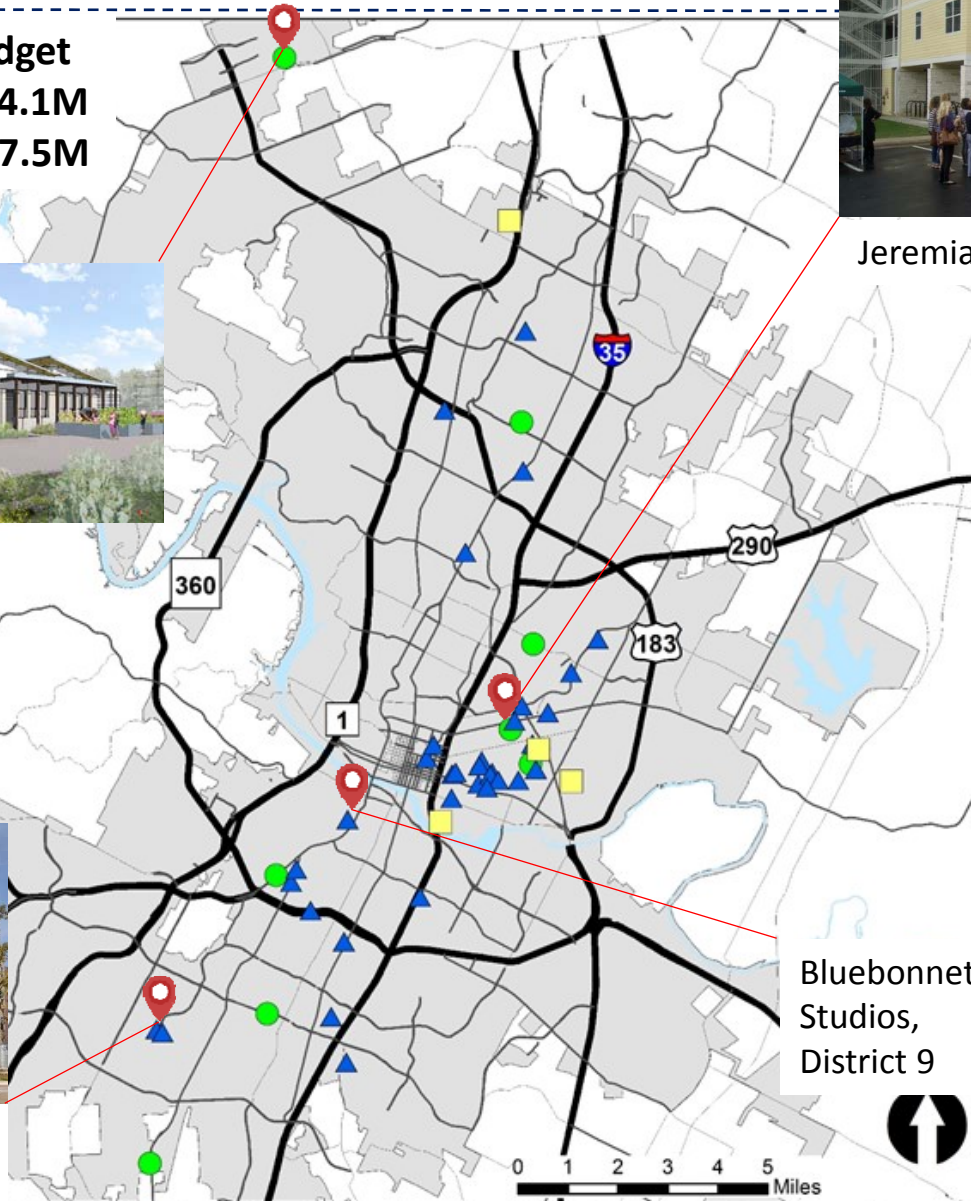 dget
4.1M
7.5M
Jeremia
35
290
360
183
1
Bluebonnet
Studios,
District 9
0 1 2 3 4 5
Miles